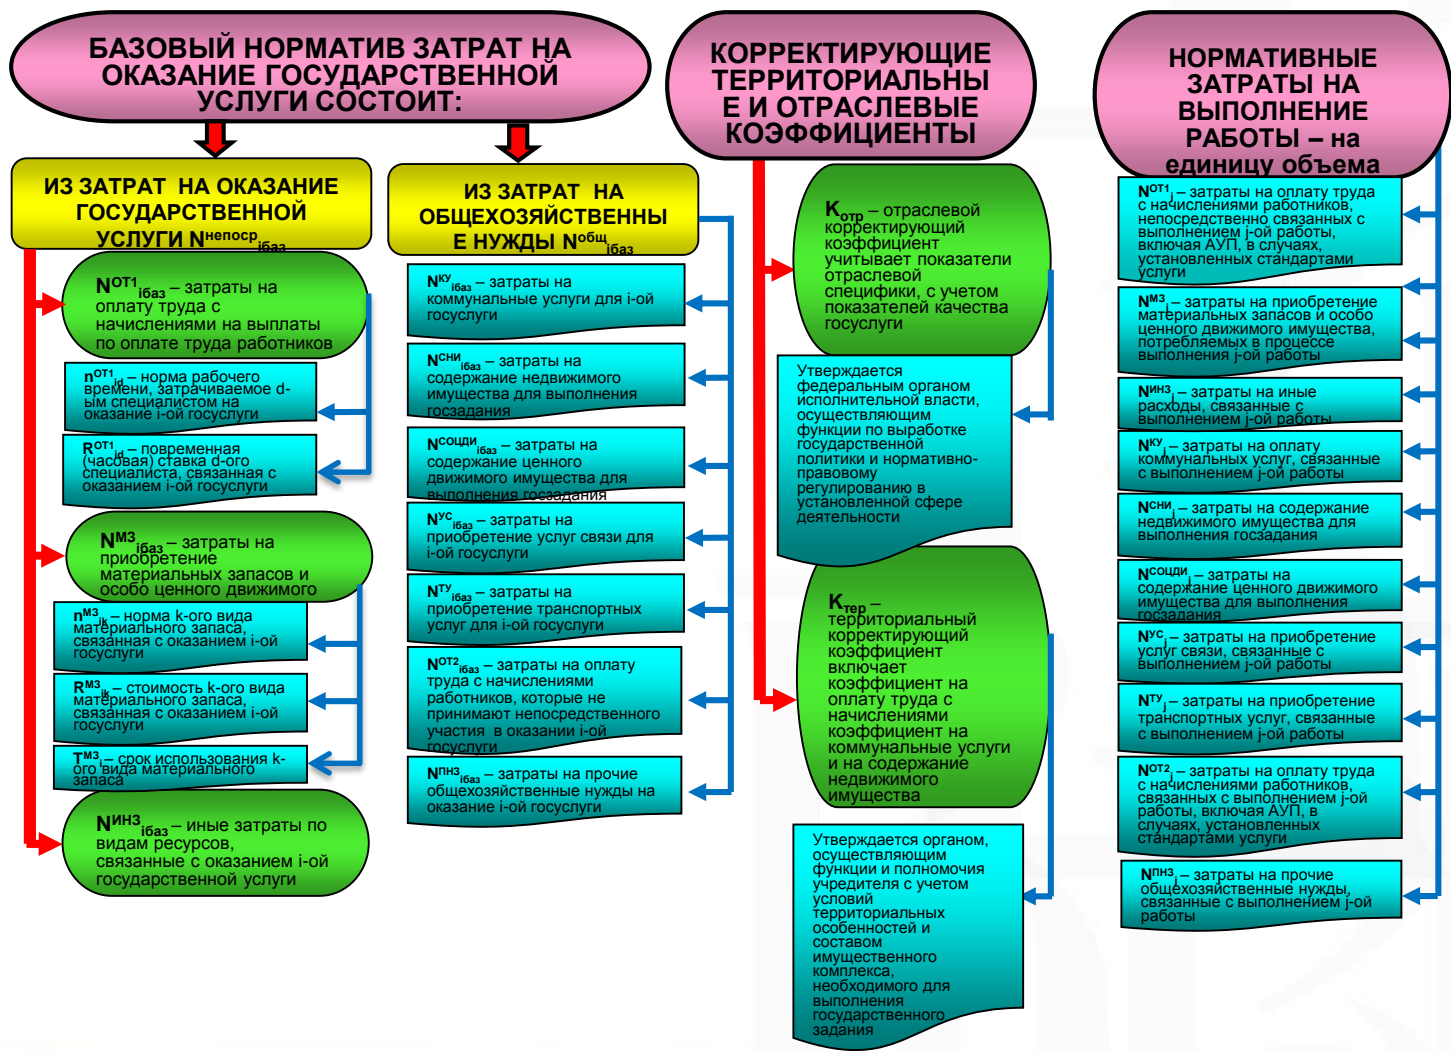 БАЗОВЫЙ НОРМАТИВ ЗАТРАТ НА
ОКАЗАНИЕ ГОСУДАРСТВЕННОЙ
УСЛУГИ СОСТОИТ:
ИЗ ЗАТРАТ НА ОКАЗАНИЕ
ГОСУДАРСТВЕННОЙ
УСЛУГИ Nнепосрiбаз
NОТ1iбаз – затраты на
оплату труда с
начислениями на выплаты
по оплате труда работников
nОТ1id – норма рабочего
времени, затрачиваемое d-
ым специалистом на
оказание i-ой госуслуги
RОТ1id – повременная
(часовая) ставка d-ого
специалиста, связанная с
оказанием i-ой госуслуги
NМЗiбаз – затраты на
приобретение
материальных запасов и
особо ценного движимого
nМЗik – норма k-ого вида
материального запаса,
связанная с оказанием i-ой
госуслуги
RМЗik – стоимость k-ого вида
материального запаса,
связанная с оказанием i-ой
госуслуги
TМЗi – срок использования k-
ого вида материального
запаса
NИНЗiбаз – иные затраты по
видам ресурсов,
связанные с оказанием i-ой
государственной услуги
ИЗ ЗАТРАТ НА
ОБЩЕХОЗЯЙСТВЕННЫ
Е НУЖДЫ Nобщiбаз
NКУiбаз – затраты на
коммунальные услуги для i-ой
госуслуги
NСНИiбаз – затраты на
содержание недвижимого
имущества для выполнения
госзадания
NСОЦДИiбаз – затраты на
содержание ценного
движимого имущества для
выполнения госзадания
NУСiбаз – затраты на
приобретение услуг связи для
i-ой госуслуги
NТУiбаз – затраты на
приобретение транспортных
услуг для i-ой госуслуги
NОТ2iбаз – затраты на оплату
труда с начислениями
работников, которые не
принимают непосредственного
участия в оказании i-ой
госуслуги
NПНЗiбаз – затраты на прочие
общехозяйственные нужды на
оказание i-ой госуслуги
КОРРЕКТИРУЮЩИЕ
ТЕРРИТОРИАЛЬНЫ
Е И ОТРАСЛЕВЫЕ
КОЭФФИЦИЕНТЫ
Kотр – отраслевой
корректирующий
коэффициент
учитывает показатели
отраслевой
специфики, с учетом
показателей качества
госуслуги
Утверждается
федеральным органом
исполнительной власти,
осуществляющим
функции по выработке
государственной
политики и нормативно-
правовому
регулированию в
установленной сфере
деятельности
Kтер –
территориальный
корректирующий
коэффициент
включает
коэффициент на
оплату труда с
начислениями
коэффициент на
коммунальные услуги
и на содержание
недвижимого
имущества
Утверждается органом,
осуществляющим
функции и полномочия
учредителя с учетом
условий
территориальных
особенностей и
составом
имущественного
комплекса,
необходимого для
выполнения
государственного
задания
НОРМАТИВНЫЕ
ЗАТРАТЫ НА
ВЫПОЛНЕНИЕ
РАБОТЫ – на
единицу объема
NОТ1j – затраты на оплату труда
с начислениями работников,
непосредственно связанных с
выполнением j-ой работы,
включая АУП, в случаях,
установленных стандартами
услуги
NМЗj – затраты на приобретение
материальных запасов и особо
ценного движимого имущества,
потребляемых в процессе
выполнения j-ой работы
NИНЗj – затраты на иные
расходы, связанные с
выполнением j-ой работы
NКУj – затраты на оплату
коммунальных услуг, связанные
с выполнением j-ой работы
NСНИj – затраты на содержание
недвижимого имущества для
выполнения госзадания
NСОЦДИj – затраты на
содержание ценного движимого
имущества для выполнения
госзадания
NУСj – затраты на приобретение
услуг связи, связанные с
выполнением j-ой работы
NТУj – затраты на приобретение
транспортных услуг, связанные
с выполнением j-ой работы
NОТ2j – затраты на оплату труда
с начислениями работников,
связанных с выполнением j-ой
работы, включая АУП, в
случаях, установленных
стандартами услуги
NПНЗj – затраты на прочие
общехозяйственные нужды,
связанные с выполнением j-ой
работы